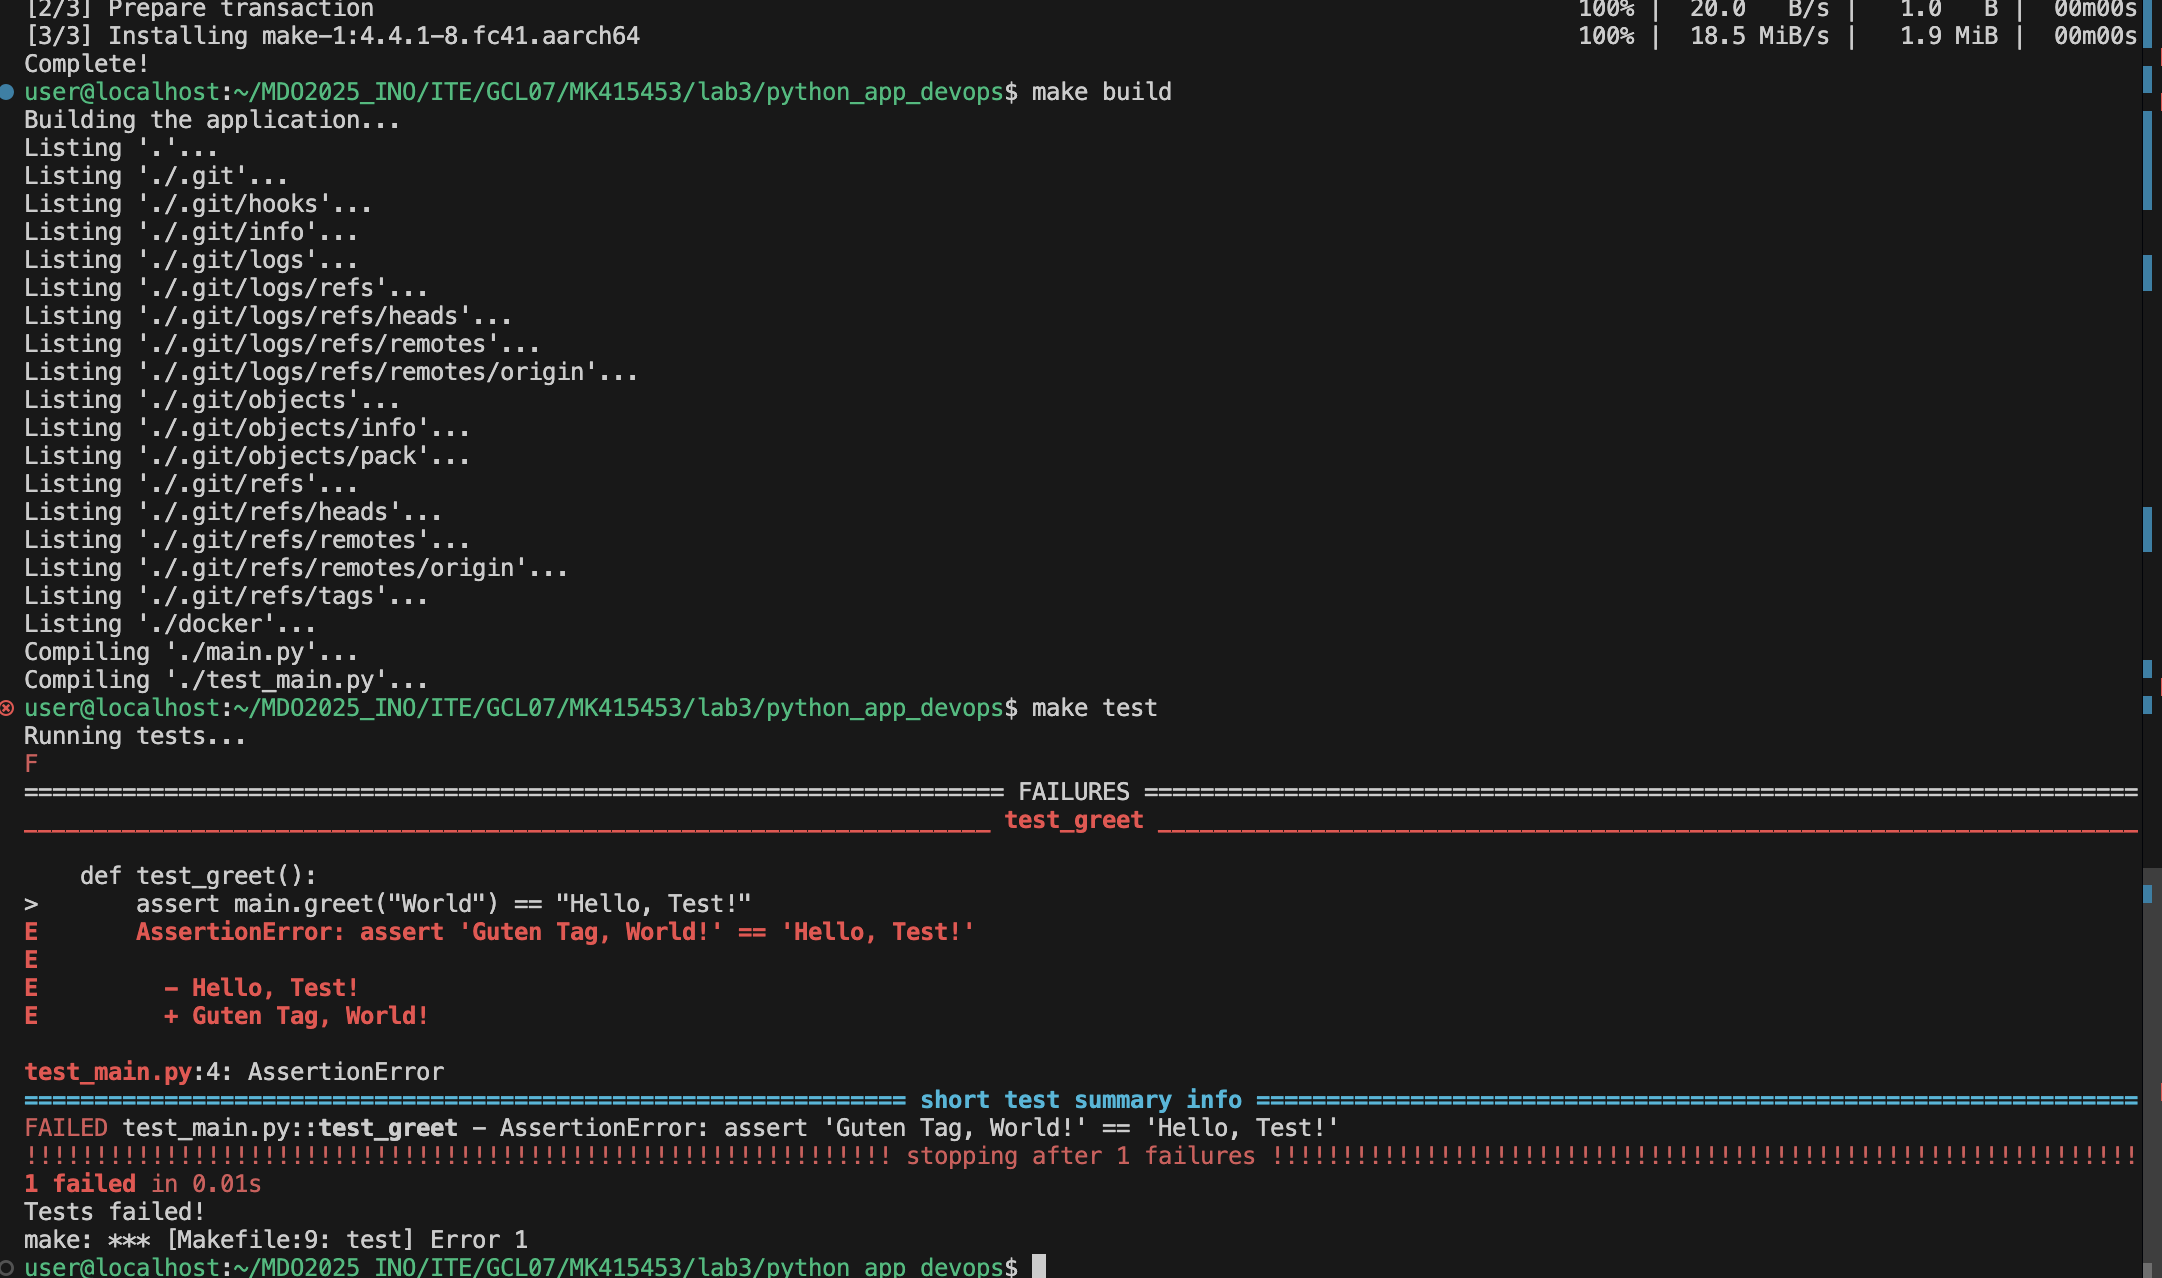 [2/3] Prepare transaction 100% | 20.0 B/s | 1.0 B | 00m00s
[3/3] Installing make-1:4.4.1-8.fc41.aarch64 100% | 18.5 MiB/s | 1.9 MiB | 00m00s
Complete!
user@localhost:~/MDO2025_INO/ITE/GCL07/MK415453/lab3/python_app_devops$ make build
Building the application...
Listing '.'...
Listing './.git'...
Listing './.git/hooks'...
Listing './.git/info'...
Listing './.git/logs'...
Listing './.git/logs/refs'...
Listing './.git/logs/refs/heads'...
Listing './.git/logs/refs/remotes'...
Listing './.git/logs/refs/remotes/origin'...
Listing './.git/objects'...
Listing './.git/objects/info'...
Listing './.git/objects/pack'...
Listing './.git/refs'...
Listing './.git/refs/heads'...
Listing './.git/refs/remotes'...
Listing './.git/refs/remotes/origin'...
Listing './.git/refs/tags'...
Listing './docker'...
Compiling './main.py'...
Compiling './test_main.py'...
user@localhost:~/MDO2025_INO/ITE/GCL07/MK415453/lab3/python_app_devops$ make test
Running tests...
F
====================================================================== FAILURES =======================================================================
_____________________________________________________________________ test_greet ______________________________________________________________________
def test_greet():
> assert main.greet("World") == "Hello, Test!"
E AssertionError: assert 'Guten Tag, World!' == 'Hello, Test!'
E
E - Hello, Test!
E + Guten Tag, World!
test_main.py:4: AssertionError
=============================================================== short test summary info ===============================================================
FAILED test_main.py::test_greet - AssertionError: assert 'Guten Tag, World!' == 'Hello, Test!'
!!!!!!!!!!!!!!!!!!!!!!!!!!!!!!!!!!!!!!!!!!!!!!!!!!!!!!!!!!!!!! stopping after 1 failures !!!!!!!!!!!!!!!!!!!!!!!!!!!!!!!!!!!!!!!!!!!!!!!!!!!!!!!!!!!!!!
1 failed in 0.01s
Tests failed!
make: *** [Makefile:9: test] Error 1
user@localhost:~/MDO2025_INO/ITE/GCL07/MK415453/lab3/python_app_devops$